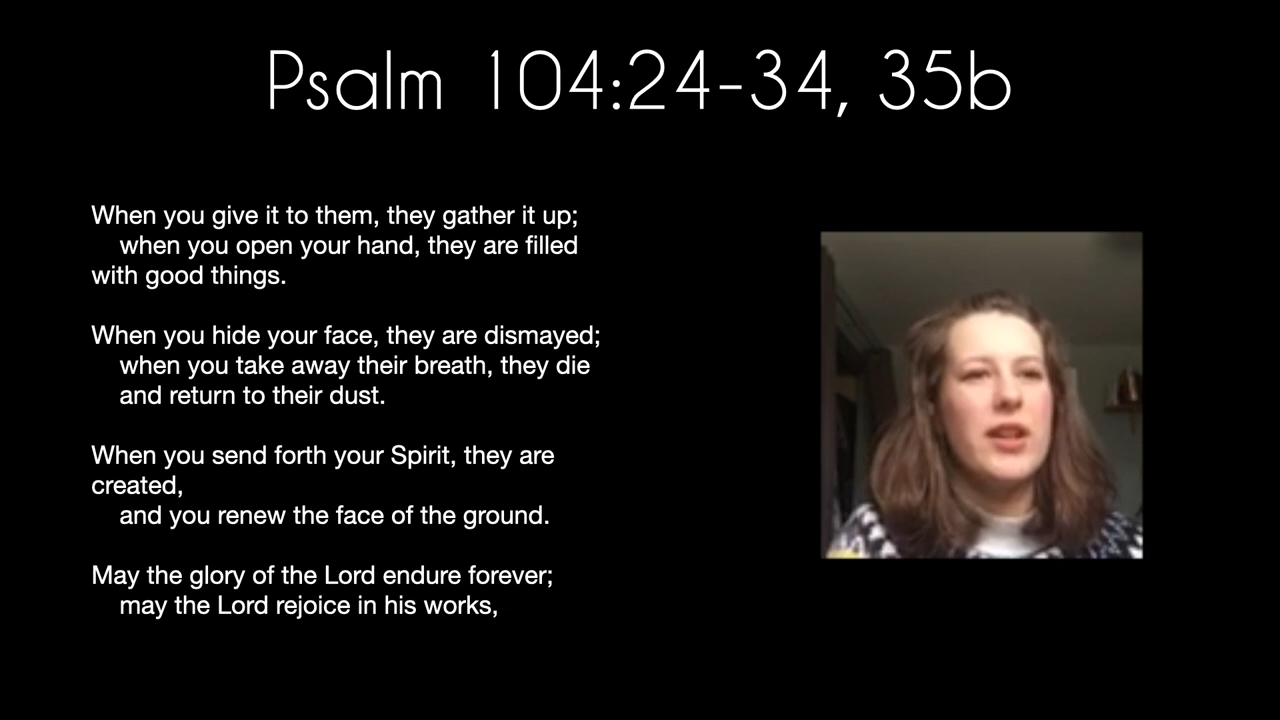 Psalm 104:24-34, 35b
When you give it to them, they gather it up;
when you open your hand, they are filled
with good things.
When you hide your face, they are dismayed;
when you take away their breath, they die
and return to their dust.
When you send forth your Spirit, they are
created,
and you renew the face of the ground.
May the glory of the Lord endure forever;
may the Lord rejoice in his works,